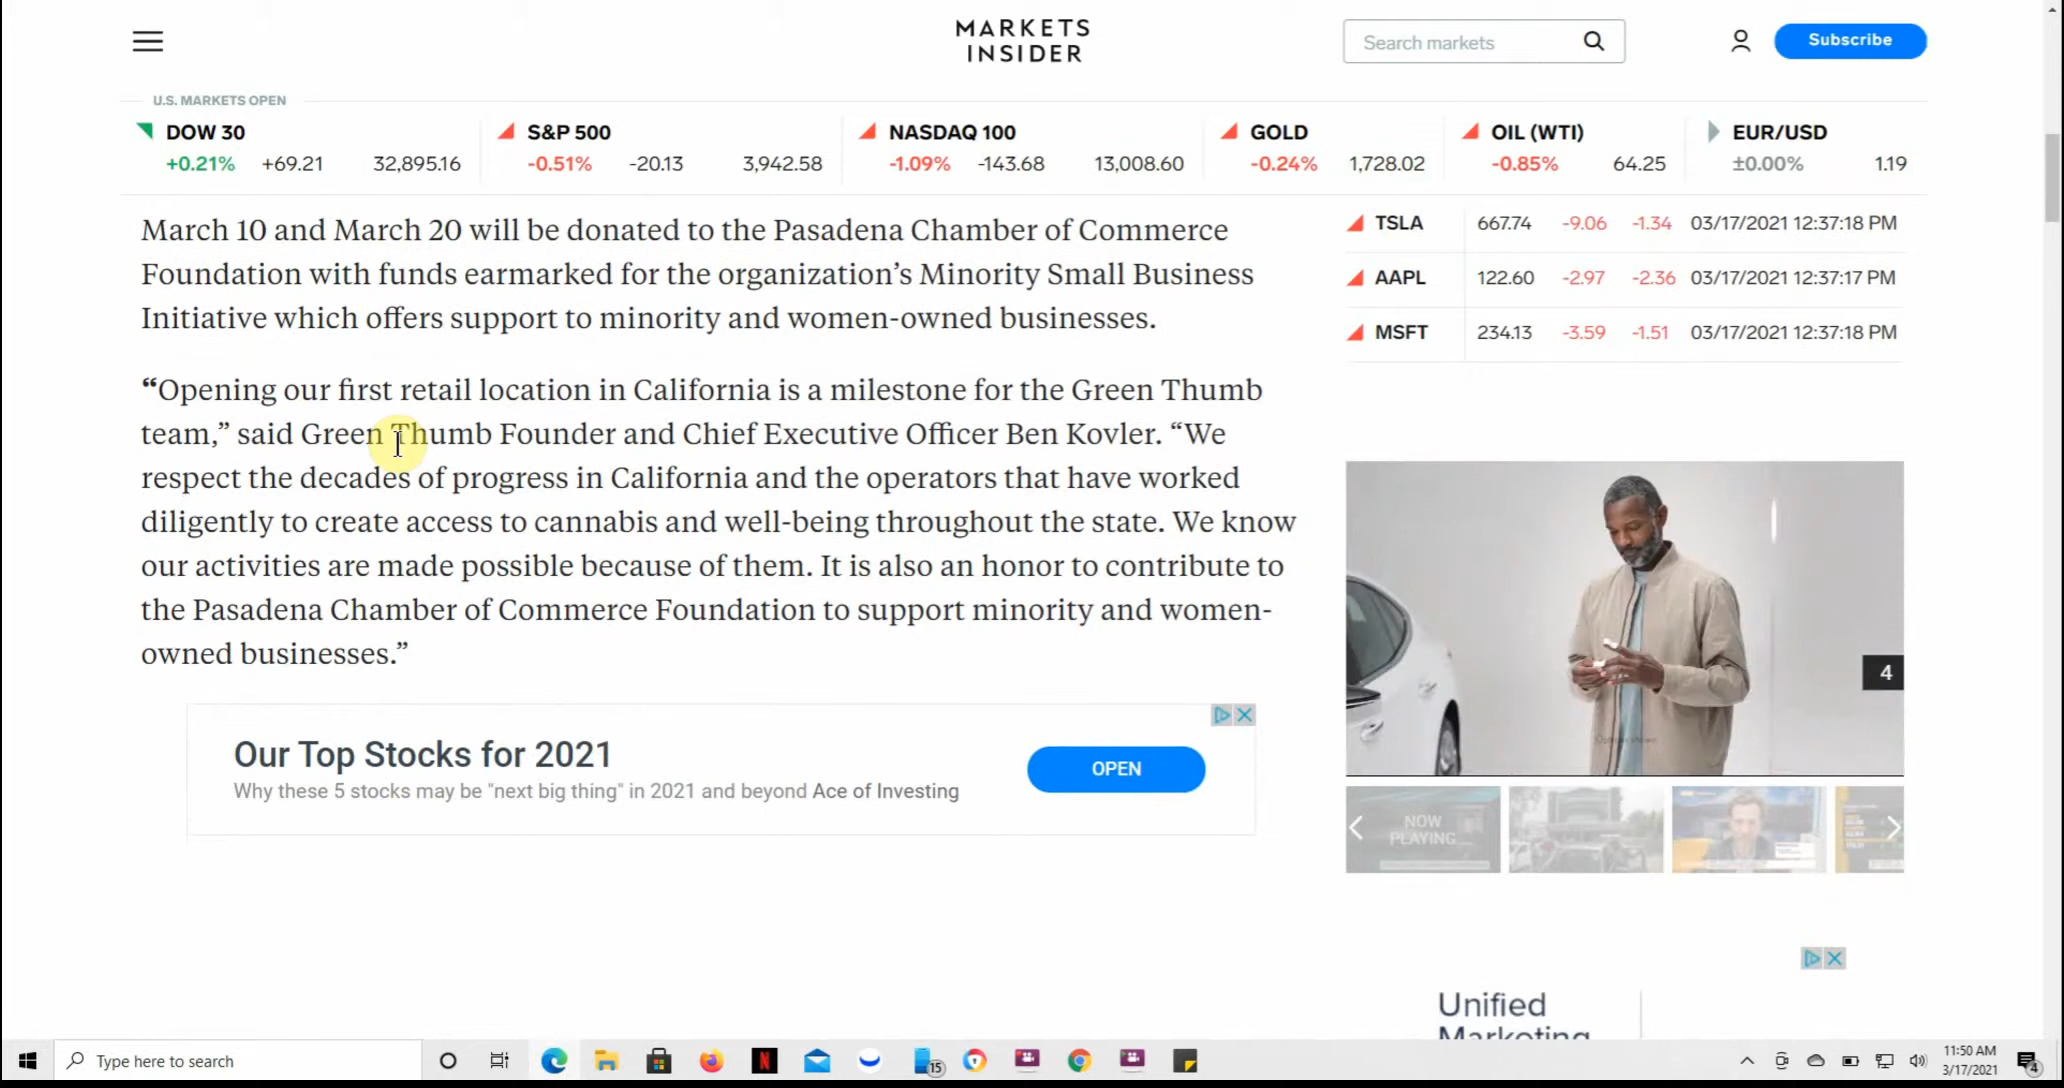 MARKETS
INSIDER
Search markets
Subscribe
U.S. MARKETS OPEN
DOW 30
+0.21% +69.21 32,895.16
S&P 500
-0.51% -20.13 3,942.58
NASDAQ 100
-1.09% -143.68 13,008.60
GOLD
-0.24% 1,728.02
OIL (WTI)
-0.85% 64.25
EUR/USD
±0.00% 1.19
March 10 and March 20 will be donated to the Pasadena Chamber of Commerce
Foundation with funds earmarked for the organization’s Minority Small Business
Initiative which offers support to minority and women-owned businesses.
“Opening our first retail location in California is a milestone for the Green Thumb
team,” said Green Thumb Founder and Chief Executive Officer Ben Kovler. “We
respect the decades of progress in California and the operators that have worked
diligently to create access to cannabis and well-being throughout the state. We know
our activities are made possible because of them. It is also an honor to contribute to
the Pasadena Chamber of Commerce Foundation to support minority and women-
owned businesses.”
Our Top Stocks for 2021
Why these 5 stocks may be "next big thing" in 2021 and beyond Ace of Investing
OPEN
TSLA 667.74 -9.06 -1.34 03/17/2021 12:37:18 PM
AAPL 122.60 -2.97 -2.36 03/17/2021 12:37:17 PM
MSFT 234.13 -3.59 -1.51 03/17/2021 12:37:18 PM
4
NOW
PLAYING
Unified
Marketing
Type here to search
15
11:50 AM
3/17/2021
4